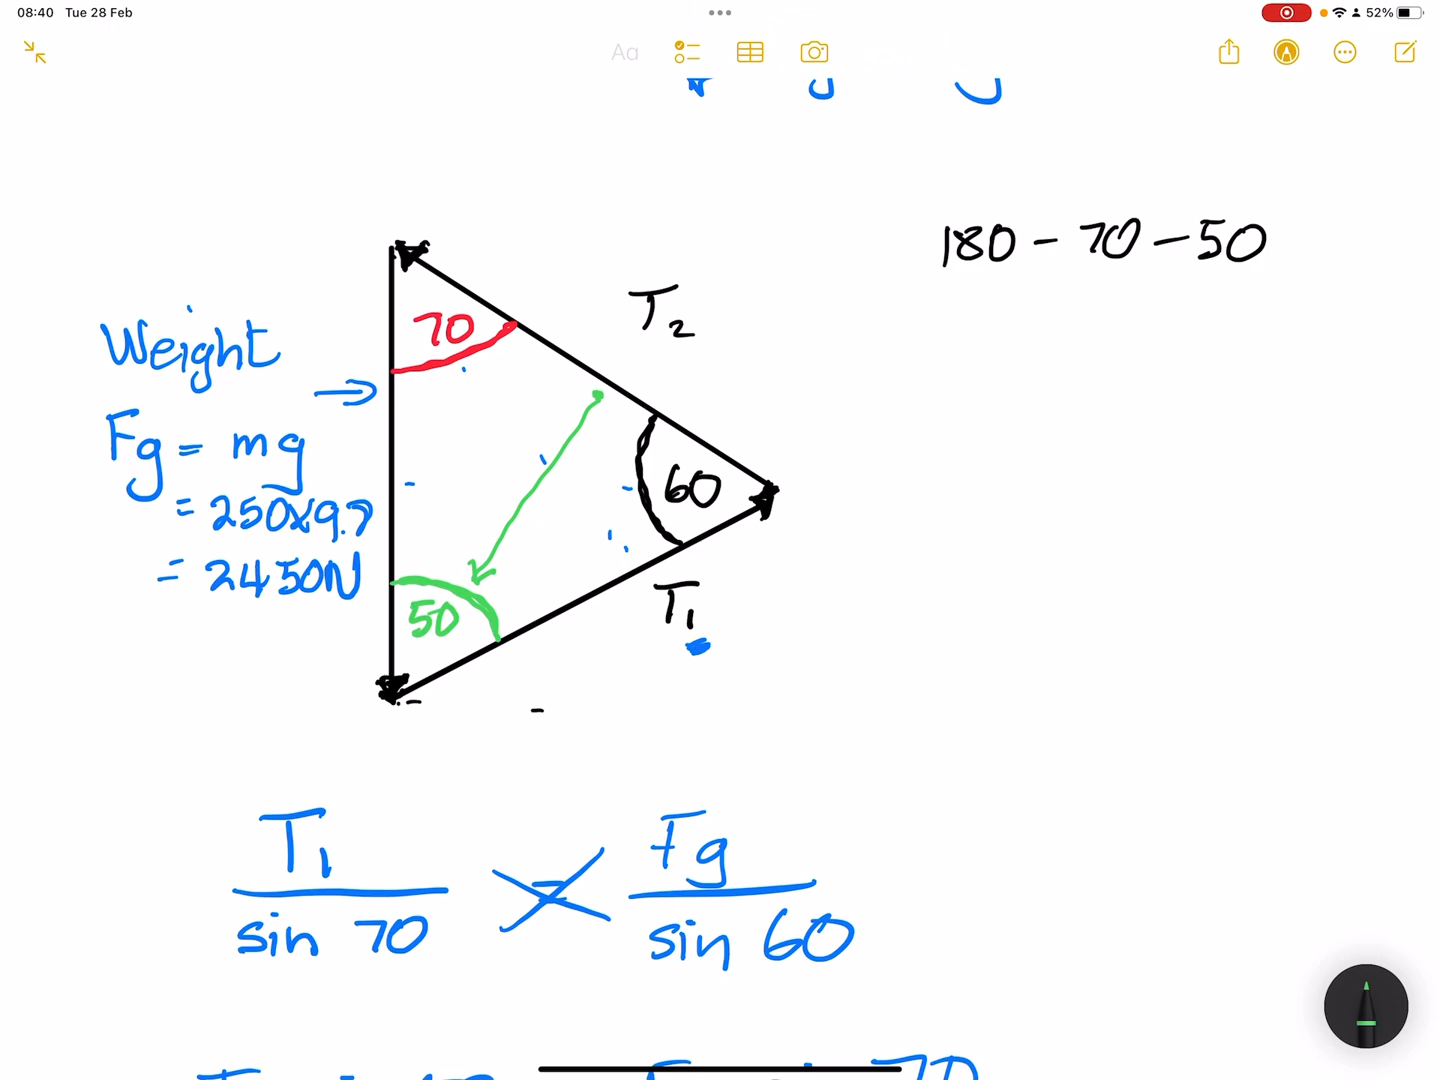 08:40 Tue 28 Feb
52%
Aa
180 - 70 - 50
T2
70
Weight
Fg = mg
= 250x9.8
= 2450N
60
50
T1
T1 / sin 70 = Fg / sin 60